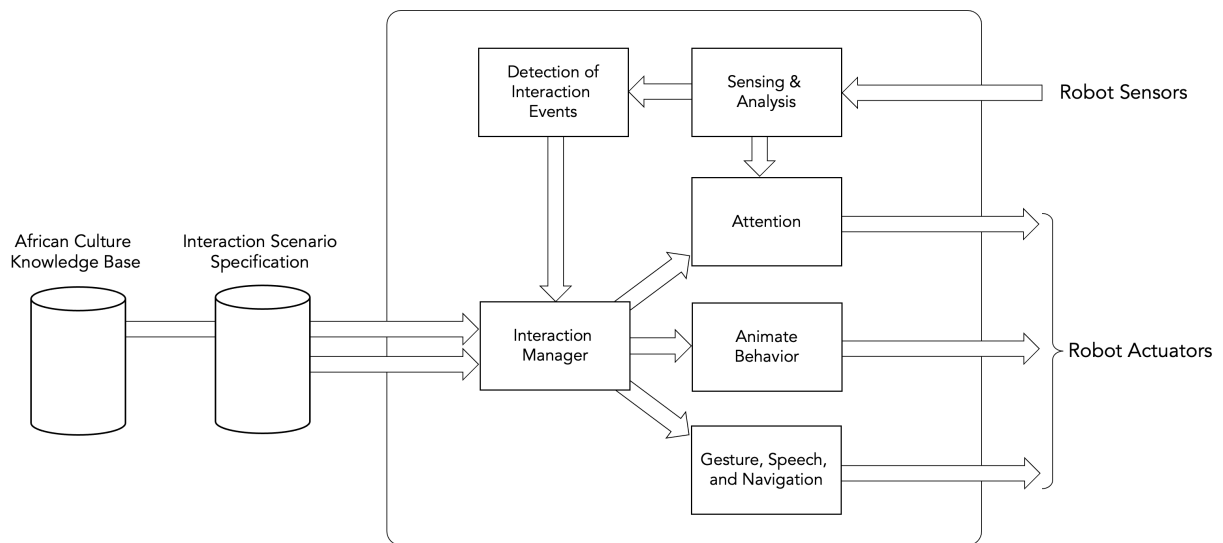 Detection of
Interaction
Events
Sensing &
Analysis
Robot Sensors
Attention
African Culture
Knowledge Base
Interaction Scenario
Specification
Interaction
Manager
Animate
Behavior
Robot Actuators
Gesture, Speech,
and Navigation